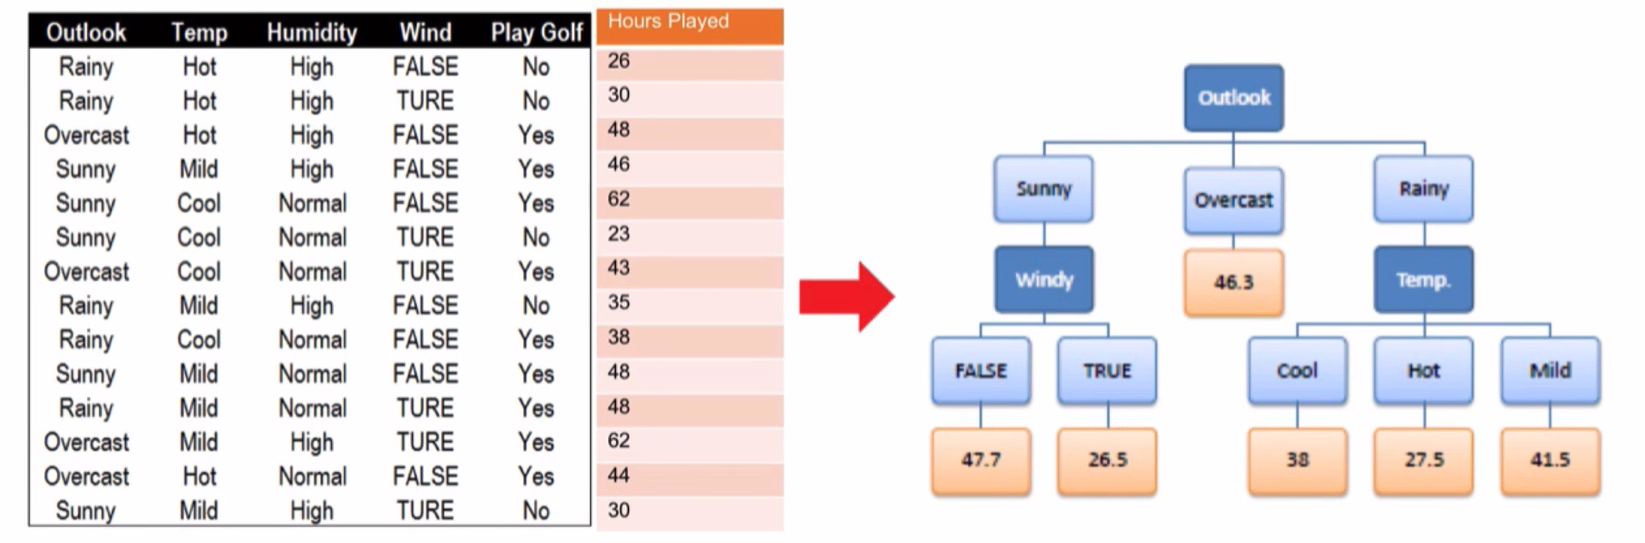 Outlook Temp Humidity Wind Play Golf Hours Played
Rainy Hot High FALSE No 26
Rainy Hot High TURE No 30
Overcast Hot High FALSE Yes 48
Sunny Mild High FALSE Yes 46
Sunny Cool Normal FALSE Yes 62
Sunny Cool Normal TURE No 23
Overcast Cool Normal TURE Yes 43
Rainy Mild High FALSE No 35
Rainy Cool Normal FALSE Yes 38
Sunny Mild Normal FALSE Yes 48
Rainy Mild Normal TURE Yes 48
Overcast Mild High TURE Yes 62
Overcast Hot Normal FALSE Yes 44
Sunny Mild High TURE No 30
Outlook
Sunny Overcast Rainy
Windy 46.3 Temp.
FALSE TRUE Cool Hot Mild
47.7 26.5 38 27.5 41.5